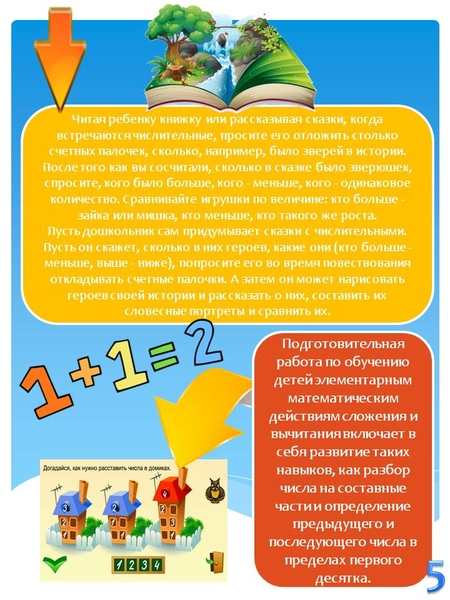 Читая ребенку книжку или рассказывая сказки, когда
встречаются числительные, просите его отложить столько
счетных палочек, сколько, например, было зверей в истории.
После того как вы сосчитали, сколько в сказке было зверюшек,
спросите, кого было больше, кого - меньше, кого - одинаковое
количество. Сравнивайте игрушки по величине: кто больше -
зайка или мишка, кто меньше, кто такого же роста.
Пусть дошкольник сам придумывает сказки с числительными.
Пусть он скажет, сколько в них героев, какие они (кто больше -
меньше, выше - ниже), попросите его во время повествования
откладывать счетные палочки. А затем он может нарисовать
героев своей истории и рассказать о них, составить их
словесные портреты и сравнить их.
1+1=2
Подготовительная
работа по обучению
детей элементарным
математическим
действиям сложения и
вычитания включает в
себя развитие таких
навыков, как разбор
числа на составные
части и определение
предыдущего и
последующего числа в
пределах первого
десятка.
Догадайся, как нужно расставить числа в домиках.
1 2 3 4
5